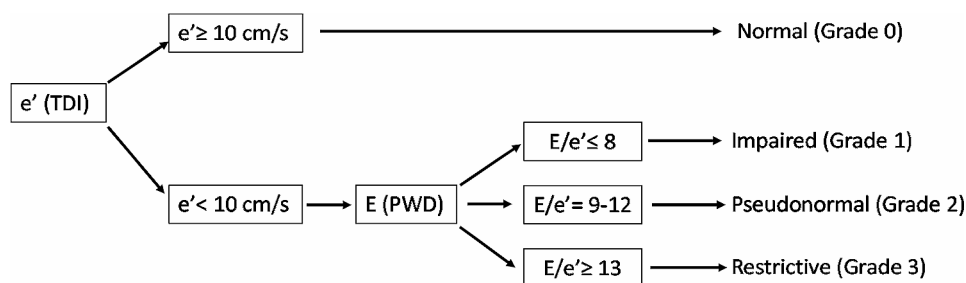 e’≥ 10 cm/s
Normal (Grade 0)
e’ (TDI)
E/e’≤ 8
Impaired (Grade 1)
e’< 10 cm/s
E (PWD)
E/e’= 9-12
Pseudonormal (Grade 2)
E/e’≥ 13
Restrictive (Grade 3)